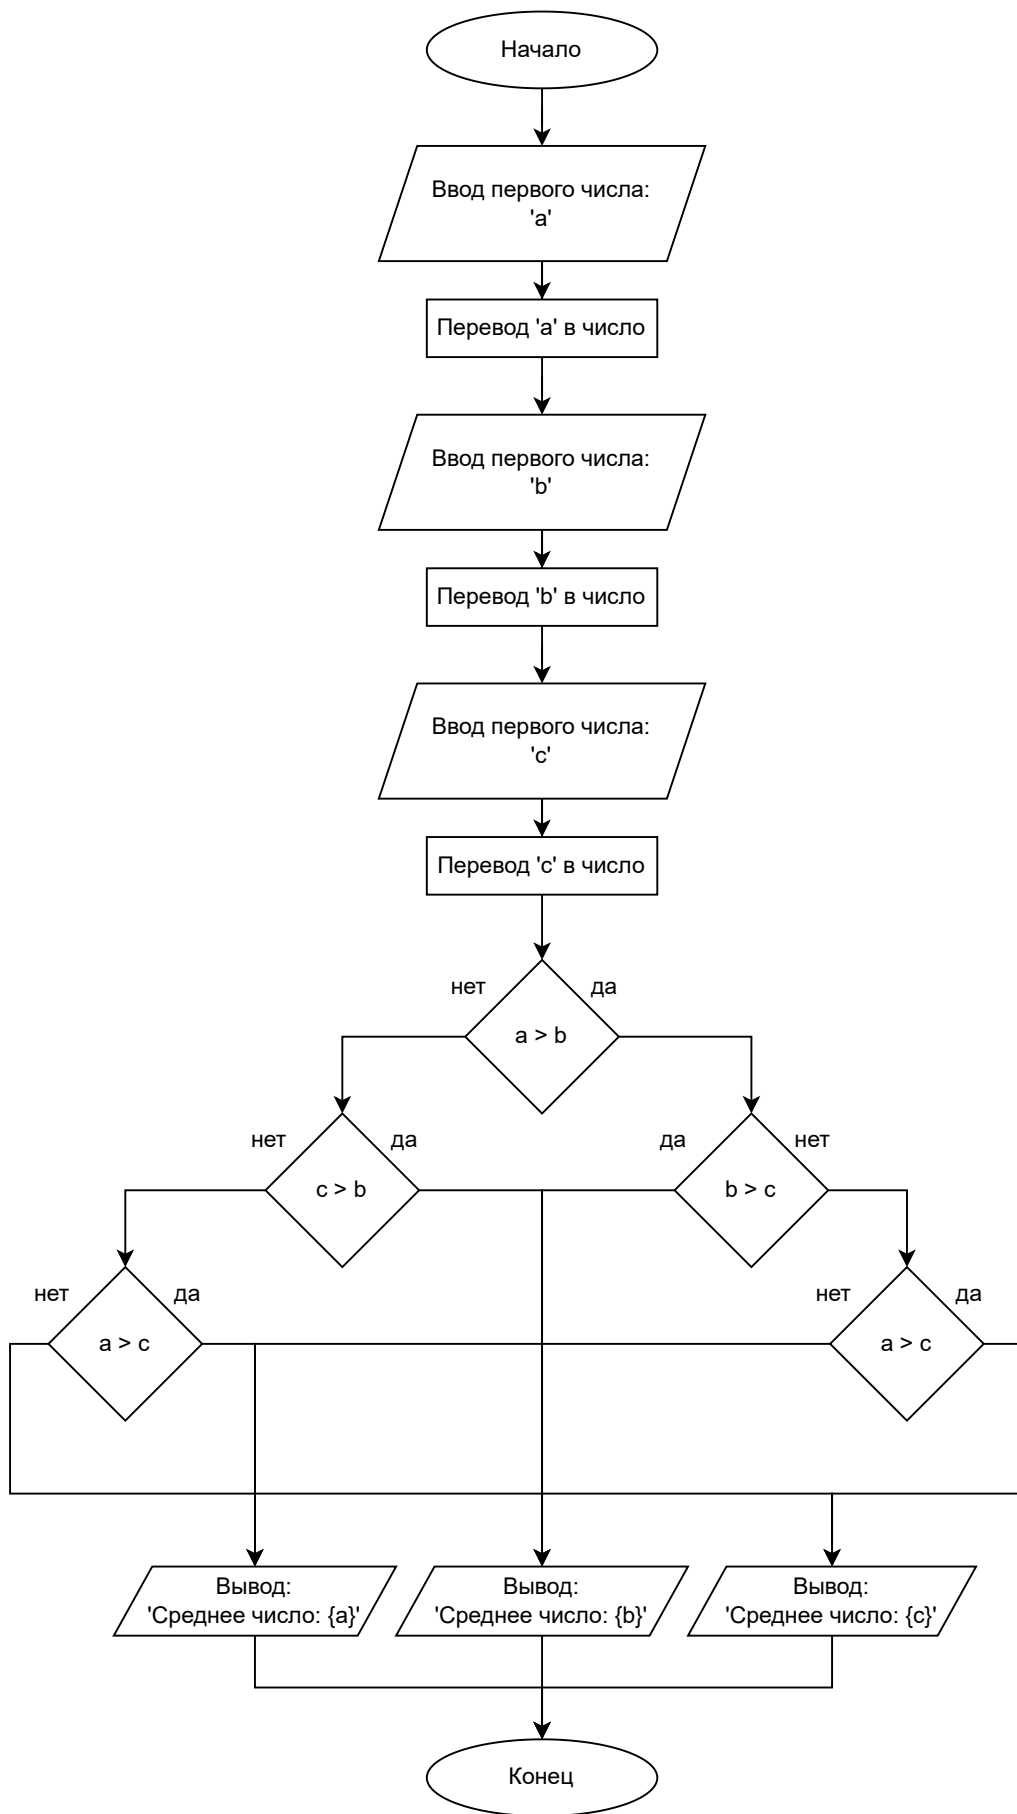 Начало
Ввод первого числа:
'a'
Перевод 'a' в число
Ввод первого числа:
'b'
Перевод 'b' в число
Ввод первого числа:
'c'
Перевод 'c' в число
нет
да
a > b
нет
да
да
нет
c > b
b > c
нет
да
нет
да
a > c
a > c
Вывод:
'Среднее число: {a}'
Вывод:
'Среднее число: {b}'
Вывод:
'Среднее число: {c}'
Конец